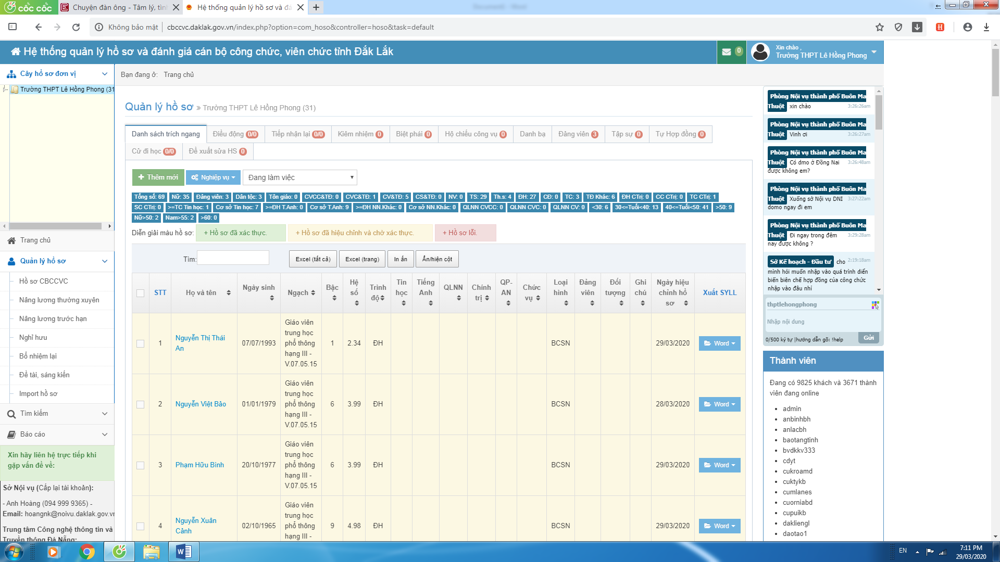 cốc cốc
Chuyện đàn ông - Tâm lý, tình
Hệ thống quản lý hồ sơ và đá
Không bảo mật
cbccvc.daklak.gov.vn/index.php?option=com_hoso&controller=hoso&task=default
Hệ thống quản lý hồ sơ và đánh giá cán bộ công chức, viên chức tỉnh Đắk Lắk
0
Xin chào ,
Trường THPT Lê Hồng Phong
Cây hồ sơ đơn vị
Trường THPT Lê Hồng Phong (31
Trang chủ
Quản lý hồ sơ
Hồ sơ CBCCVC
Nâng lương thường xuyên
Nâng lương trước hạn
Nghỉ hưu
Bổ nhiệm lại
Đề tài, sáng kiến
Import hồ sơ
Tìm kiếm
Báo cáo
Xin hãy liên hệ trực tiếp khi
gặp vấn đề về:
Sở Nội vụ (Cấp lại tài khoản):
- Anh Hoàng (094 999 9365) -
Email: hoangnk@noivu.daklak.gov.vn
Trung tâm Công nghệ thông tin và
Truyền thông Đà Nẵng:
Bạn đang ở: Trang chủ
Quản lý hồ sơ » Trường THPT Lê Hồng Phong (31)
Danh sách trích ngang
Điều động 0/0
Tiếp nhận lại 0/0
Kiêm nhiệm 0
Biệt phái 0
Hộ chiếu công vụ 0
Danh bạ
Đảng viên 3
Tập sự 0
Tự Hợp đồng 0
Cử đi học 0/0
Đề xuất sửa HS 0
Thêm mới
Nghiệp vụ
Đang làm việc
Tổng số: 69 Nữ: 35 Đảng viên: 3 Dân tộc: 3 Tôn giáo: 0 CVCC&TĐ: 0 CVC&TĐ: 1 CV&TĐ: 5 CS&TĐ: 0 NV: 0 TS: 29 Th.s: 4 ĐH: 27 CĐ: 0 TC: 3 TĐ Khác: 6 ĐH CTrị: 0 CC CTrị: 0 TC CTrị: 1
SC CTrị: 0 >=TC Tin học: 1 Cơ sở Tin học: 7 >=ĐH T.Anh: 0 Cơ sở T.Anh: 9 >=ĐH NN.Khác: 0 Cơ sở NN.Khác: 0 QLNN CVCC: 0 QLNN CVC: 0 QLNN CV: 0 <30: 6 30<=Tuổi<40: 13 40<=Tuổi<50: 41 >50: 9
Nữ>50: 2 Nam>55: 2 >60: 0
Diễn giải màu hồ sơ: + Hồ sơ đã xác thực. + Hồ sơ đã hiệu chỉnh và chờ xác thực. + Hồ sơ lỗi.
Tìm:
Excel (tất cả)
Excel (trang)
In ấn
Ẩn/hiện cột
STT
Họ và tên
Ngày sinh
Ngạch
Bậc
Hệ số
Trình độ
Tin học
Tiếng Anh
QLNN
Chính trị
QP-AN
Chức vụ
Loại hình
Đảng viên
Đối tượng
Ghi chú
Ngày hiệu chỉnh hồ sơ
Xuất SYLL
1 Nguyễn Thị Thái An 07/07/1993 Giáo viên trung học phổ thông hạng III - V.07.05.15 1 2.34 ĐH BCSN 29/03/2020 Word
2 Nguyễn Việt Bảo 01/01/1979 Giáo viên trung học phổ thông hạng III - V.07.05.15 6 3.99 ĐH BCSN 28/03/2020 Word
3 Phạm Hữu Bình 20/10/1977 Giáo viên trung học phổ thông hạng III - V.07.05.15 6 3.99 ĐH BCSN 29/03/2020 Word
4 Nguyễn Xuân Cảnh 02/10/1965 Giáo viên trung học phổ thông hạng III - 9 4.98 ĐH BCSN 29/03/2020 Word
Phòng Nội vụ thành phố Buôn Ma
Thuột xin chào 3:26:26am
Phòng Nội vụ thành phố Buôn Ma
Thuột Vinh ơi 3:26:27am
Phòng Nội vụ thành phố Buôn Ma
Thuột Có dmo ở Đồng Nai 3:26:48am
được không em?
Phòng Nội vụ thành phố Buôn Ma
Thuột Xuống sở Nội vụ DNI 3:27:22am
domo ngay đi em
Phòng Nội vụ thành phố Buôn Ma
Thuột Đi ngay trong đêm 3:29:28am
nay được không ?
Sở Kế hoạch - Đầu tư cho 2:19:18am
mình hỏi muốn nhập vào quá trình diển
biến biên chế hợp đồng của công chức
nhập vào đâu nhỉ
thptlehongphong
Nhập nội dung
0/500 ký tự |hướng dẫn gõ: !help
Gửi
Thành viên
Đang có 9825 khách và 3671 thành
viên đang online
admin
anbinhbh
anlacbh
baotangtinh
bvdkkv333
cdyt
cukroamd
cuktykb
cumlanes
cuorniabd
cupuikb
dakliengl
daotao1
EN
7:11 PM
29/03/2020